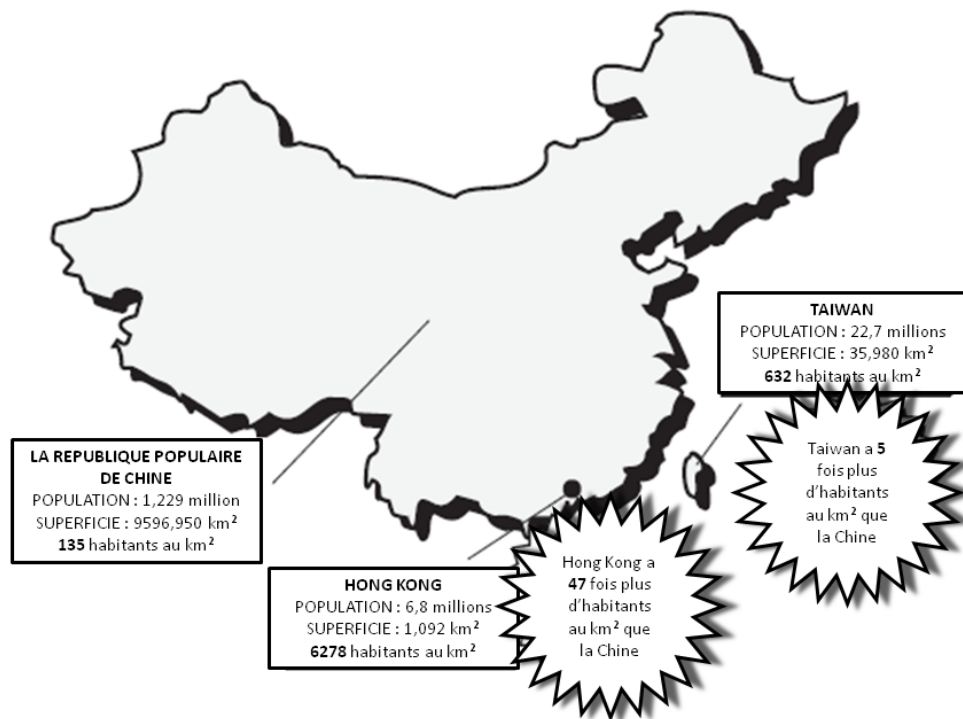 TAIWAN
POPULATION : 22,7 millions
SUPERFICIE : 35,980 km²
632 habitants au km²
Taiwan a 5
fois plus
d'habitants
au km² que
la Chine
LA REPUBLIQUE POPULAIRE
DE CHINE
POPULATION : 1,229 million
SUPERFICIE : 9596,950 km²
135 habitants au km²
HONG KONG
POPULATION : 6,8 millions
SUPERFICIE : 1,092 km²
6278 habitants au km²
Hong Kong a
47 fois plus
d'habitants
au km² que
la Chine